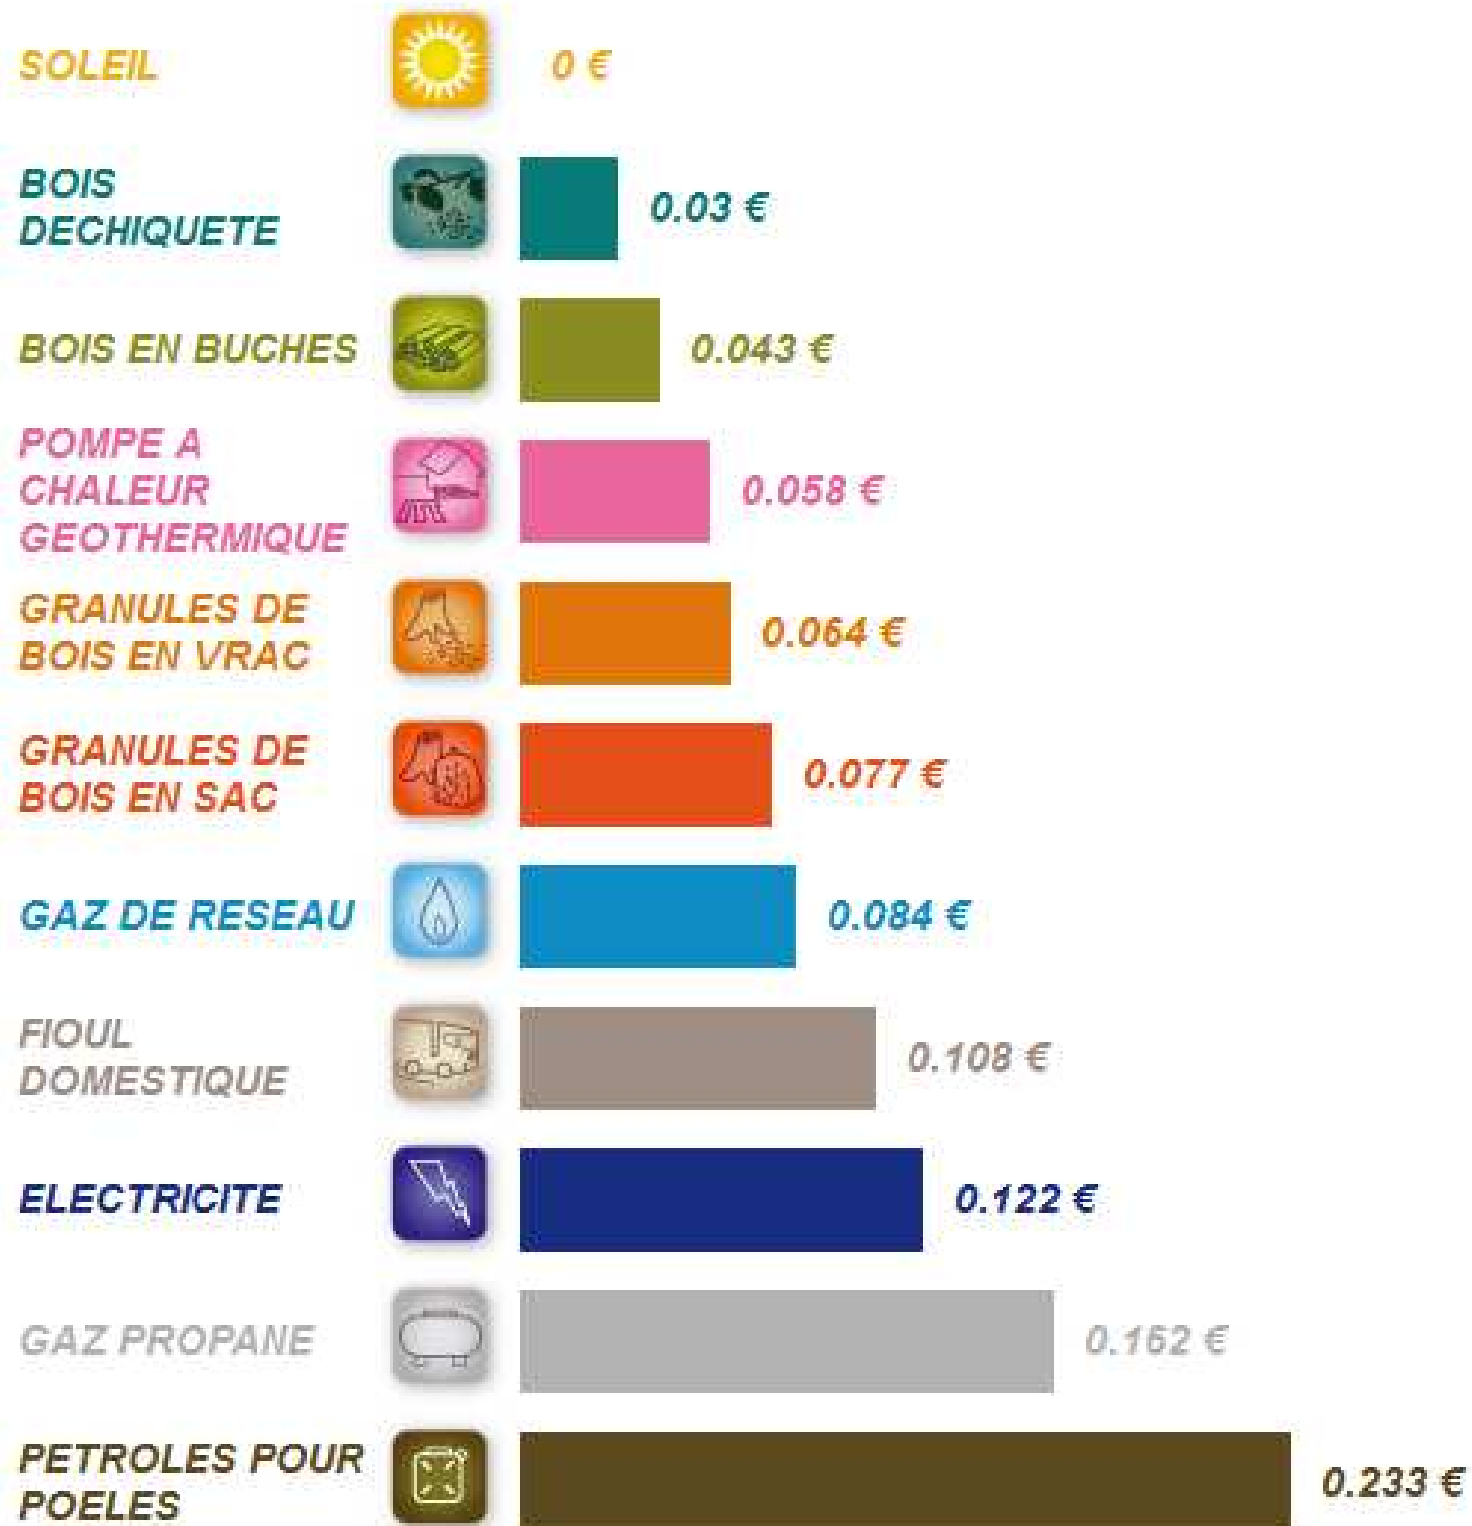 SOLEIL 0 €
BOIS
DECHIQUETE
0.03 €
BOIS EN BUCHES 0.043 €
POMPE A
CHALEUR
GEOTHERMIQUE
0.058 €
GRANULES DE
BOIS EN VRAC
0.064 €
GRANULES DE
BOIS EN SAC
0.077 €
GAZ DE RESEAU 0.084 €
FIOUL
DOMESTIQUE
0.108 €
ELECTRICITE 0.122 €
GAZ PROPANE 0.162 €
PETROLES POUR
POELES
0.233 €